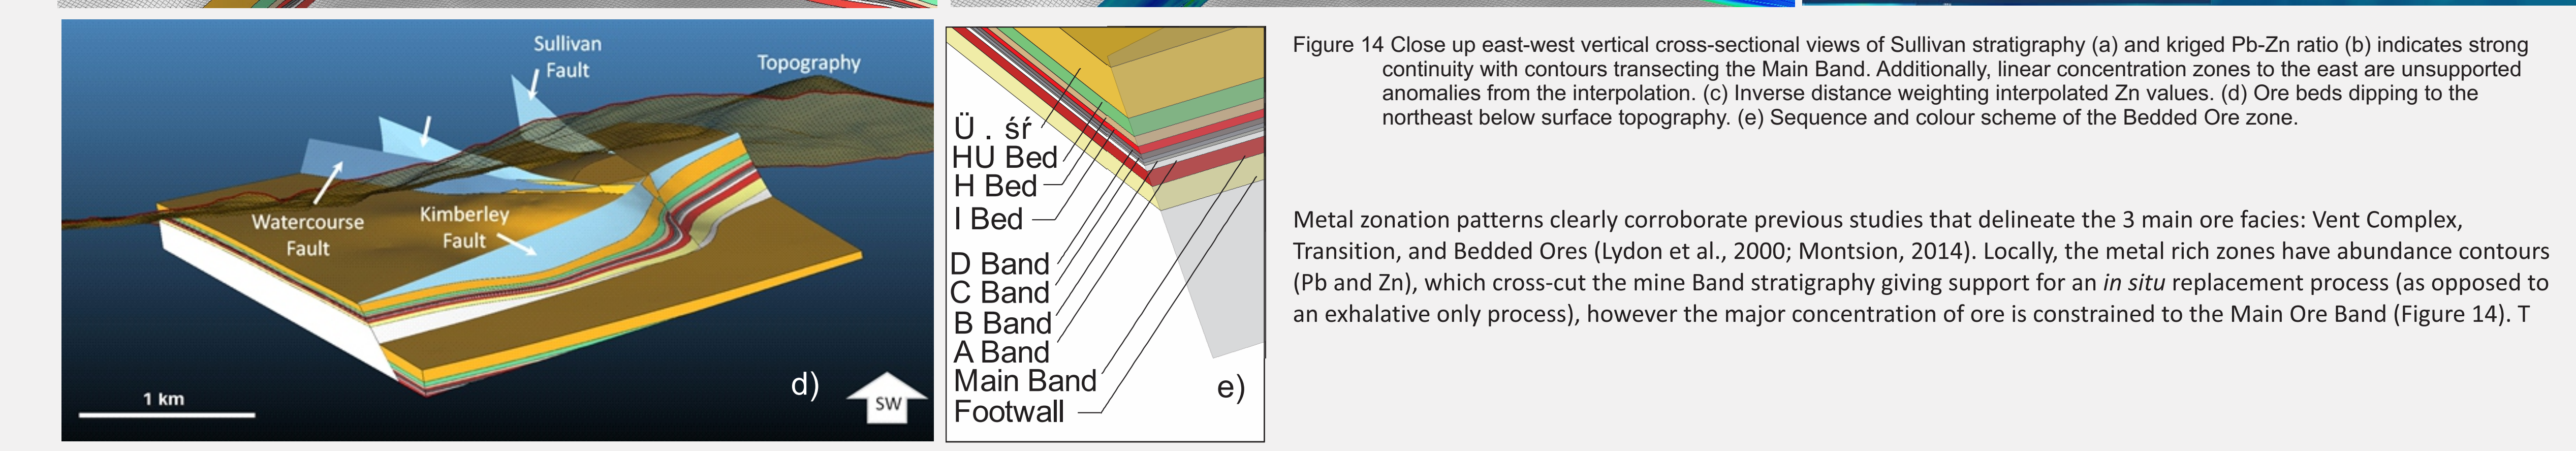 Sullivan
Fault
Topography
Watercourse
Fault
Kimberley
Fault
1 km
d)
SW
Ü . śŕ
HU Bed
H Bed
I Bed
D Band
C Band
B Band
A Band
Main Band
Footwall
e)
Figure 14 Close up east-west vertical cross-sectional views of Sullivan stratigraphy (a) and kriged Pb-Zn ratio (b) indicates strong
continuity with contours transecting the Main Band. Additionally, linear concentration zones to the east are unsupported
anomalies from the interpolation. (c) Inverse distance weighting interpolated Zn values. (d) Ore beds dipping to the
northeast below surface topography. (e) Sequence and colour scheme of the Bedded Ore zone.
Metal zonation patterns clearly corroborate previous studies that delineate the 3 main ore facies: Vent Complex,
Transition, and Bedded Ores (Lydon et al., 2000; Montsion, 2014). Locally, the metal rich zones have abundance contours
(Pb and Zn), which cross-cut the mine Band stratigraphy giving support for an in situ replacement process (as opposed to
an exhalative only process), however the major concentration of ore is constrained to the Main Ore Band (Figure 14). T